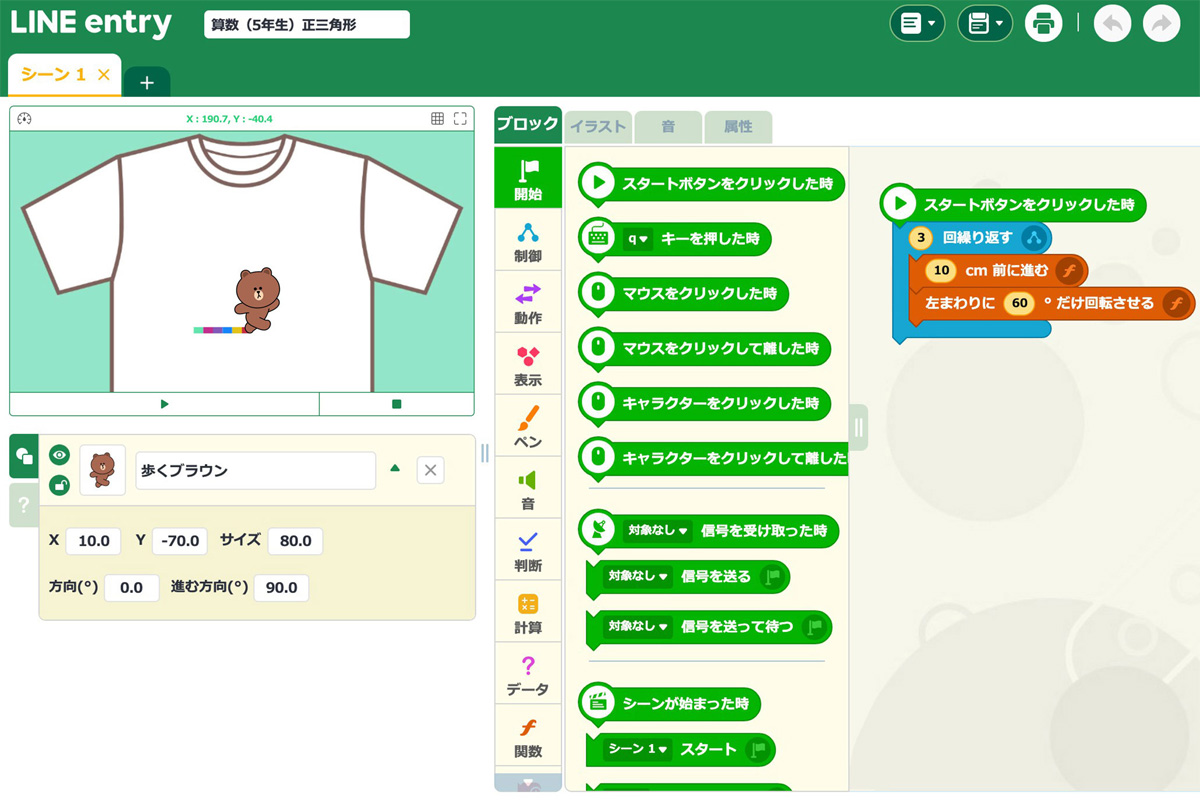 LINE entry
算数（5年生）正三角形
シーン 1
X : 190.7, Y : -40.4
歩くブラウン
X 10.0 Y -70.0 サイズ 80.0
方向(°) 0.0 進む方向(°) 90.0
ブロック イラスト 音 属性
開始
制御
動作
表示
ペン
音
判断
計算
データ
関数
スタートボタンをクリックした時
q キーを押した時
マウスをクリックした時
マウスをクリックして離した時
キャラクターをクリックした時
キャラクターをクリックして離した
対象なし 信号を受け取った時
対象なし 信号を送る
対象なし 信号を送って待つ
シーンが始まった時
シーン 1 スタート
スタートボタンをクリックした時
3 回繰り返す
10 cm 前に進む
左まわりに 60 ° だけ回転させる